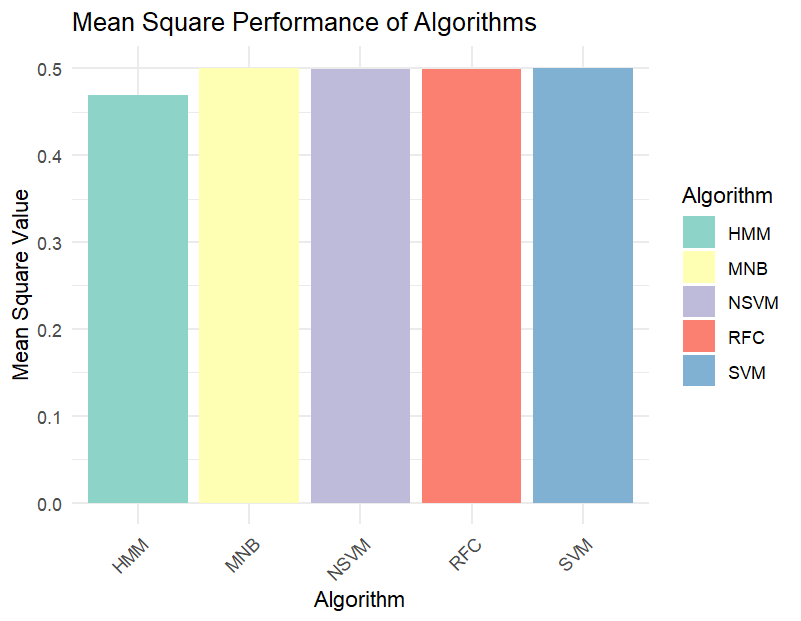 Mean Square Performance of Algorithms
Mean Square Value
0.5
0.4
0.3
0.2
0.1
0.0
HMM
MNB
NSVM
RFC
SVM
Algorithm
Algorithm
HMM
MNB
NSVM
RFC
SVM